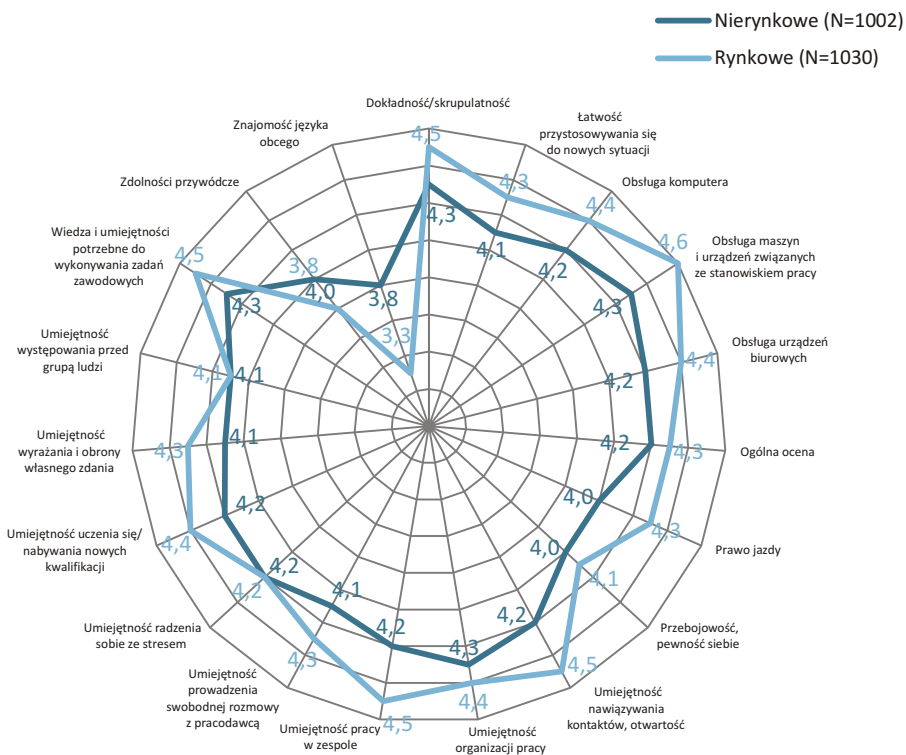 Nierynkowe (N=1002)
Rynkowe (N=1030)
Dokładność/skrupulatność
Łatwość
przystosowywania się
do nowych sytuacji
Obsługa komputera
Obsługa maszyn
i urządzeń związanych
ze stanowiskiem pracy
Obsługa urządzeń
biurowych
Ogólna ocena
Prawo jazdy
Przebojowość,
pewność siebie
Umiejętność
nawiązywania
kontaktów, otwartość
Umiejętność
organizacji pracy
Umiejętność pracy
w zespole
Umiejętność
prowadzenia
swobodnej rozmowy
z pracodawcą
Umiejętność radzenia
sobie ze stresem
Umiejętność uczenia się/
nabywania nowych
kwalifikacji
Umiejętność
wyrażania i obrony
własnego zdania
Umiejętność
występowania przed
grupą ludzi
Wiedza i umiejętności
potrzebne do
wykonywania zadań
zawodowych
Zdolności przywódcze
Znajomość języka
obcego
4,3
4,1
4,2
4,3
4,2
4,2
4,0
4,0
4,2
4,3
4,2
4,1
4,2
4,2
4,1
4,1
4,3
4,0
3,8
4,5
4,3
4,4
4,6
4,4
4,3
4,3
4,1
4,5
4,4
4,5
4,3
4,2
4,4
4,3
4,1
4,5
3,8
3,3